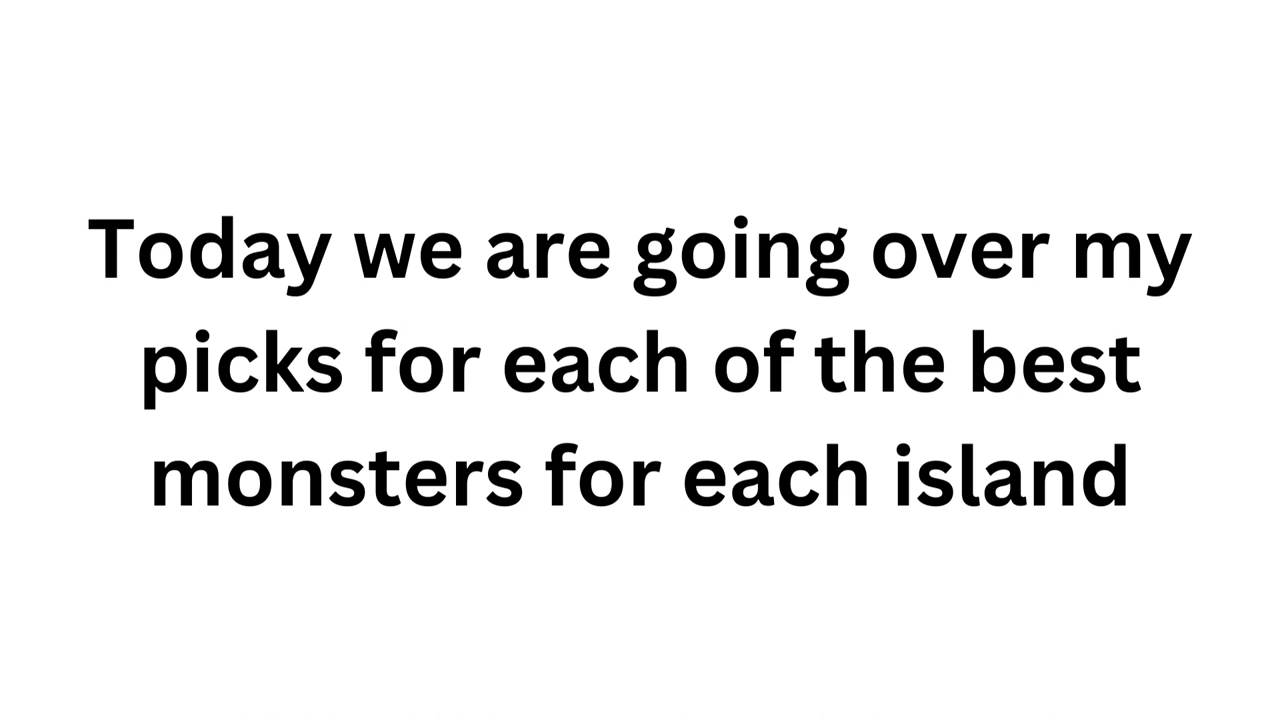 Today we are going over my
picks for each of the best
monsters for each island